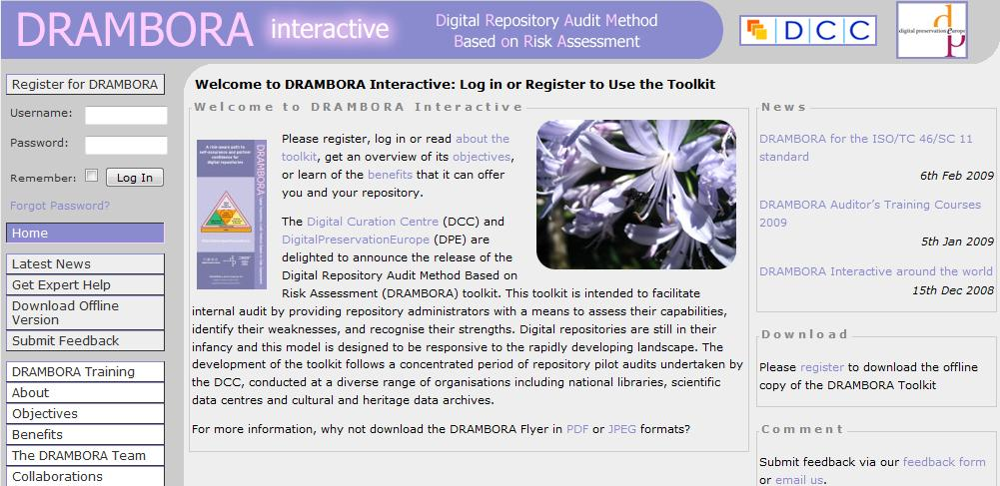 DRAMBORA interactive
Digital Repository Audit Method
Based on Risk Assessment
DCC
digital preservation europe
dp
Register for DRAMBORA
Username:
Password:
Remember:
Log In
Forgot Password?
Home
Latest News
Get Expert Help
Download Offline
Version
Submit Feedback
DRAMBORA Training
About
Objectives
Benefits
The DRAMBORA Team
Collaborations
Welcome to DRAMBORA Interactive: Log in or Register to Use the Toolkit
Welcome to DRAMBORA Interactive
A risk-aware path to
self-assurance and partner
confidence for
digital repositories
DRAMBORA
Please register, log in or read about the
toolkit, get an overview of its objectives,
or learn of the benefits that it can offer
you and your repository.
The Digital Curation Centre (DCC) and
DigitalPreservationEurope (DPE) are
delighted to announce the release of the
Digital Repository Audit Method Based on
Risk Assessment (DRAMBORA) toolkit. This toolkit is intended to facilitate
internal audit by providing repository administrators with a means to assess their capabilities,
identify their weaknesses, and recognise their strengths. Digital repositories are still in their
infancy and this model is designed to be responsive to the rapidly developing landscape. The
development of the toolkit follows a concentrated period of repository pilot audits undertaken by
the DCC, conducted at a diverse range of organisations including national libraries, scientific
data centres and cultural and heritage data archives.
For more information, why not download the DRAMBORA Flyer in PDF or JPEG formats?
News
DRAMBORA for the ISO/TC 46/SC 11
standard
6th Feb 2009
DRAMBORA Auditor's Training Courses
2009
5th Jan 2009
DRAMBORA Interactive around the world
15th Dec 2008
Download
Please register to download the offline
copy of the DRAMBORA Toolkit
Comment
Submit feedback via our feedback form
or email us.